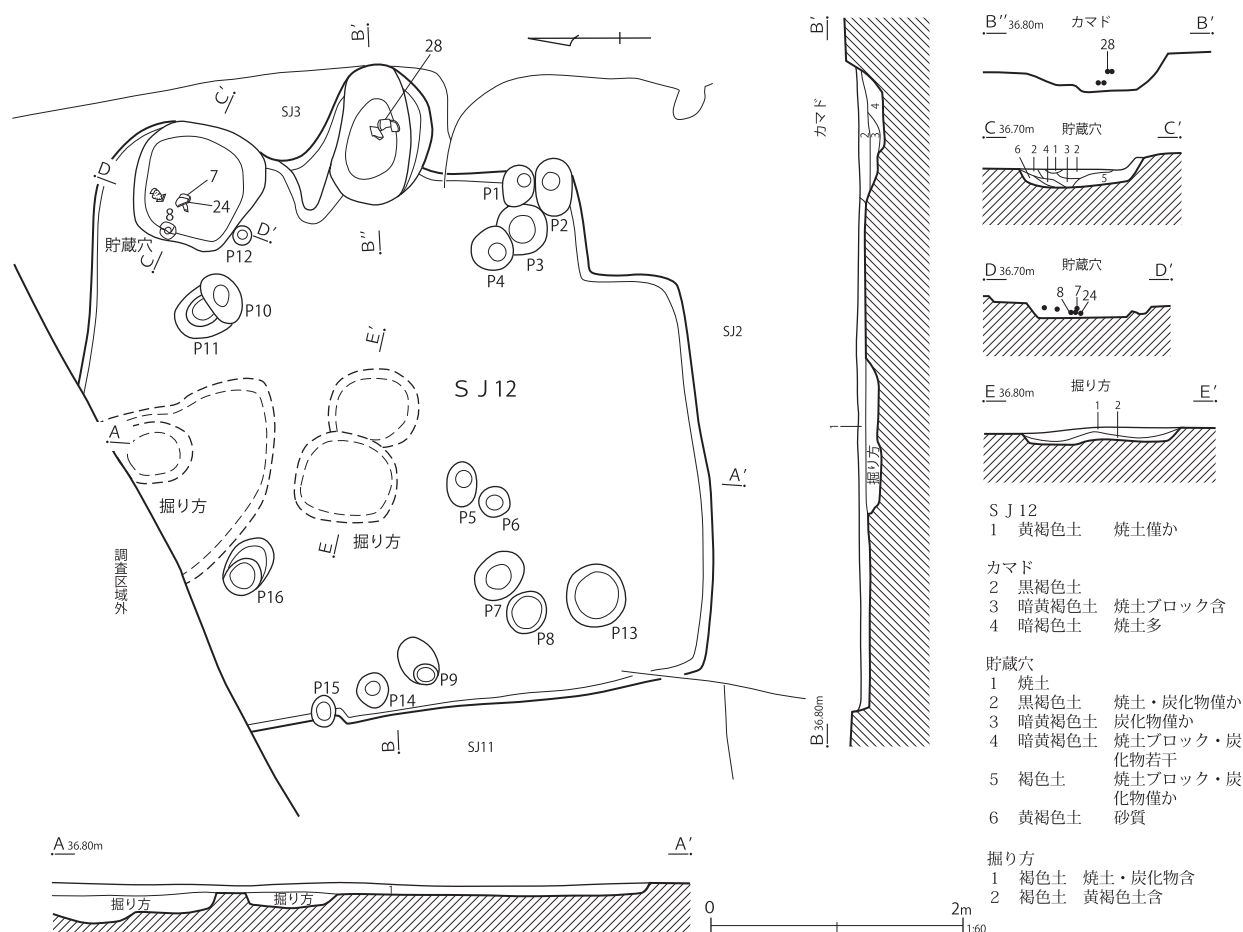 B'
28
C'
SJ3
D
7
24
8
貯蔵穴
C
D'
P12
B''
P1
P2
P3
P4
P10
P11
E'
ＳＪ12
SJ2
A
掘り方
A'
P5
P6
E
掘り方
調査区域外
P16
P7
P8
P13
P9
P15
P14
B
SJ11
B'
カマド
4
2
3
1
掘り方
B 36.80m
B'' 36.80m
カマド
B'
28
C 36.70m
貯蔵穴
C'
6 2 4 1 3 2
5
D 36.70m
貯蔵穴
D'
8 7 24
E 36.80m
掘り方
E'
1 2
ＳＪ12
1 黄褐色土 焼土僅か
カマド
2 黒褐色土
3 暗黄褐色土 焼土ブロック含
4 暗褐色土 焼土多
貯蔵穴
1 焼土
2 黒褐色土 焼土・炭化物僅か
3 暗黄褐色土 炭化物僅か
4 暗黄褐色土 焼土ブロック・炭
化物若干
5 褐色土 焼土ブロック・炭
化物僅か
6 黄褐色土 砂質
掘り方
1 褐色土 焼土・炭化物含
2 褐色土 黄褐色土含
A 36.80m
A'
1
掘り方
掘り方
0 2m
1:60